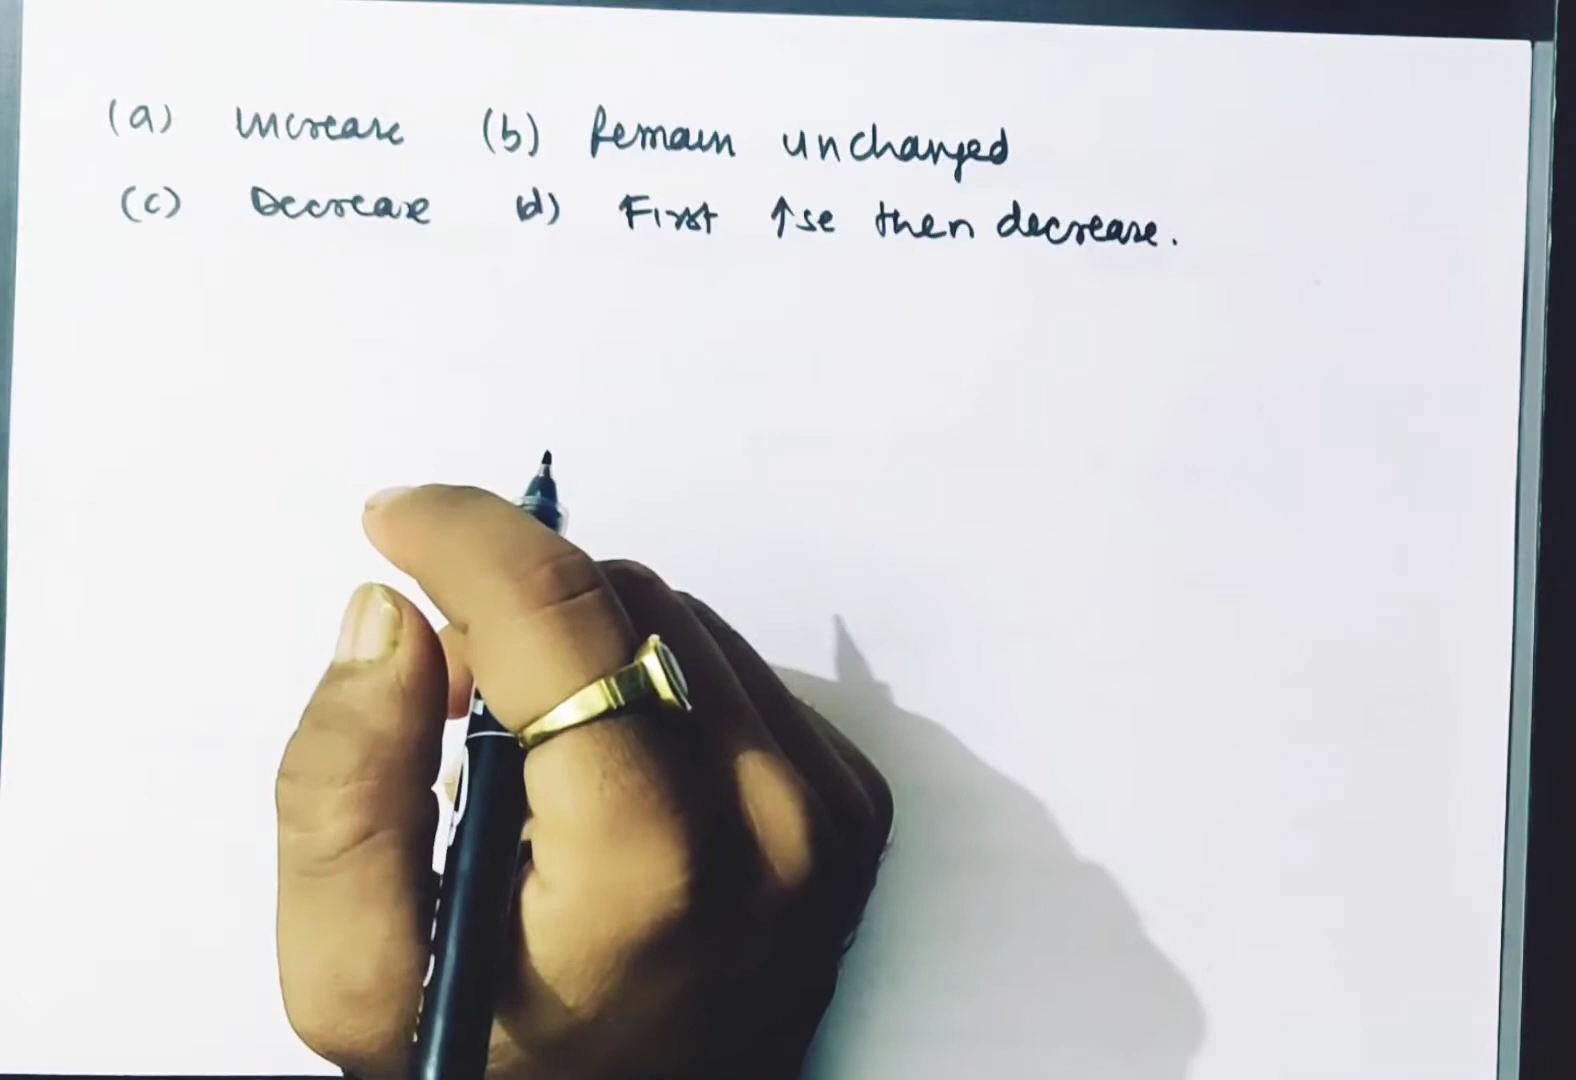 (a) Increase (b) Remain unchanged
(c) Decrease d) First ↑se then decrease.